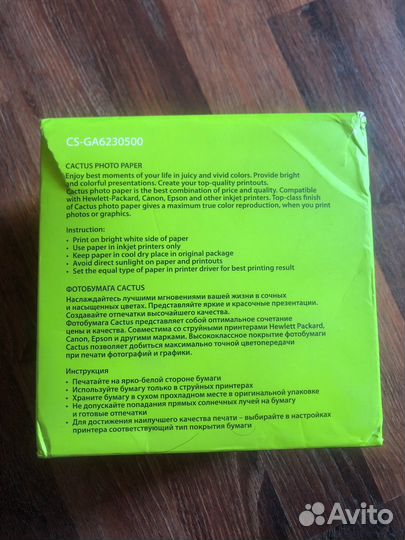 CS-GA6230500
CACTUS PHOTO PAPER
Enjoy best moments of your life in juicy and vivid colors. Provide bright
and colorful presentations. Create your top-quality printouts.
Cactus photo paper is the best combination of price and quality. Compatible
with Hewlett-Packard, Canon, Epson and other inkjet printers. Top-class finish
of Cactus photo paper gives a maximum true color reproduction, when you print
photos or graphics.
Instruction:
• Print on bright white side of paper
• Use paper in inkjet printers only
• Keep paper in cool dry place in original package
• Avoid direct sunlight on paper and printouts
• Set the equal type of paper in printer driver for best printing result
ФОТОБУМАГА CACTUS
Наслаждайтесь лучшими мгновениями вашей жизни в сочных
и насыщенных цветах. Представляйте яркие и красочные презентации.
Создавайте отпечатки высочайшего качества.
Фотобумага Cactus представляет собой оптимальное сочетание
цены и качества. Совместима со струйными принтерами Hewlett Packard,
Canon, Epson и другими марками. Высококлассное покрытие фотобумаги
Cactus позволяет добиться максимально точной цветопередачи
при печати фотографий и графики.
Инструкция
• Печатайте на ярко-белой стороне бумаги
• Используйте бумагу только в струйных принтерах
• Храните бумагу в сухом прохладном месте в оригинальной упаковке
• Не допускайте попадания прямых солнечных лучей на бумагу
и готовые отпечатки
• Для достижения наилучшего качества печати – выбирайте в настройках
принтера соответствующий тип покрытия бумаги
Avito